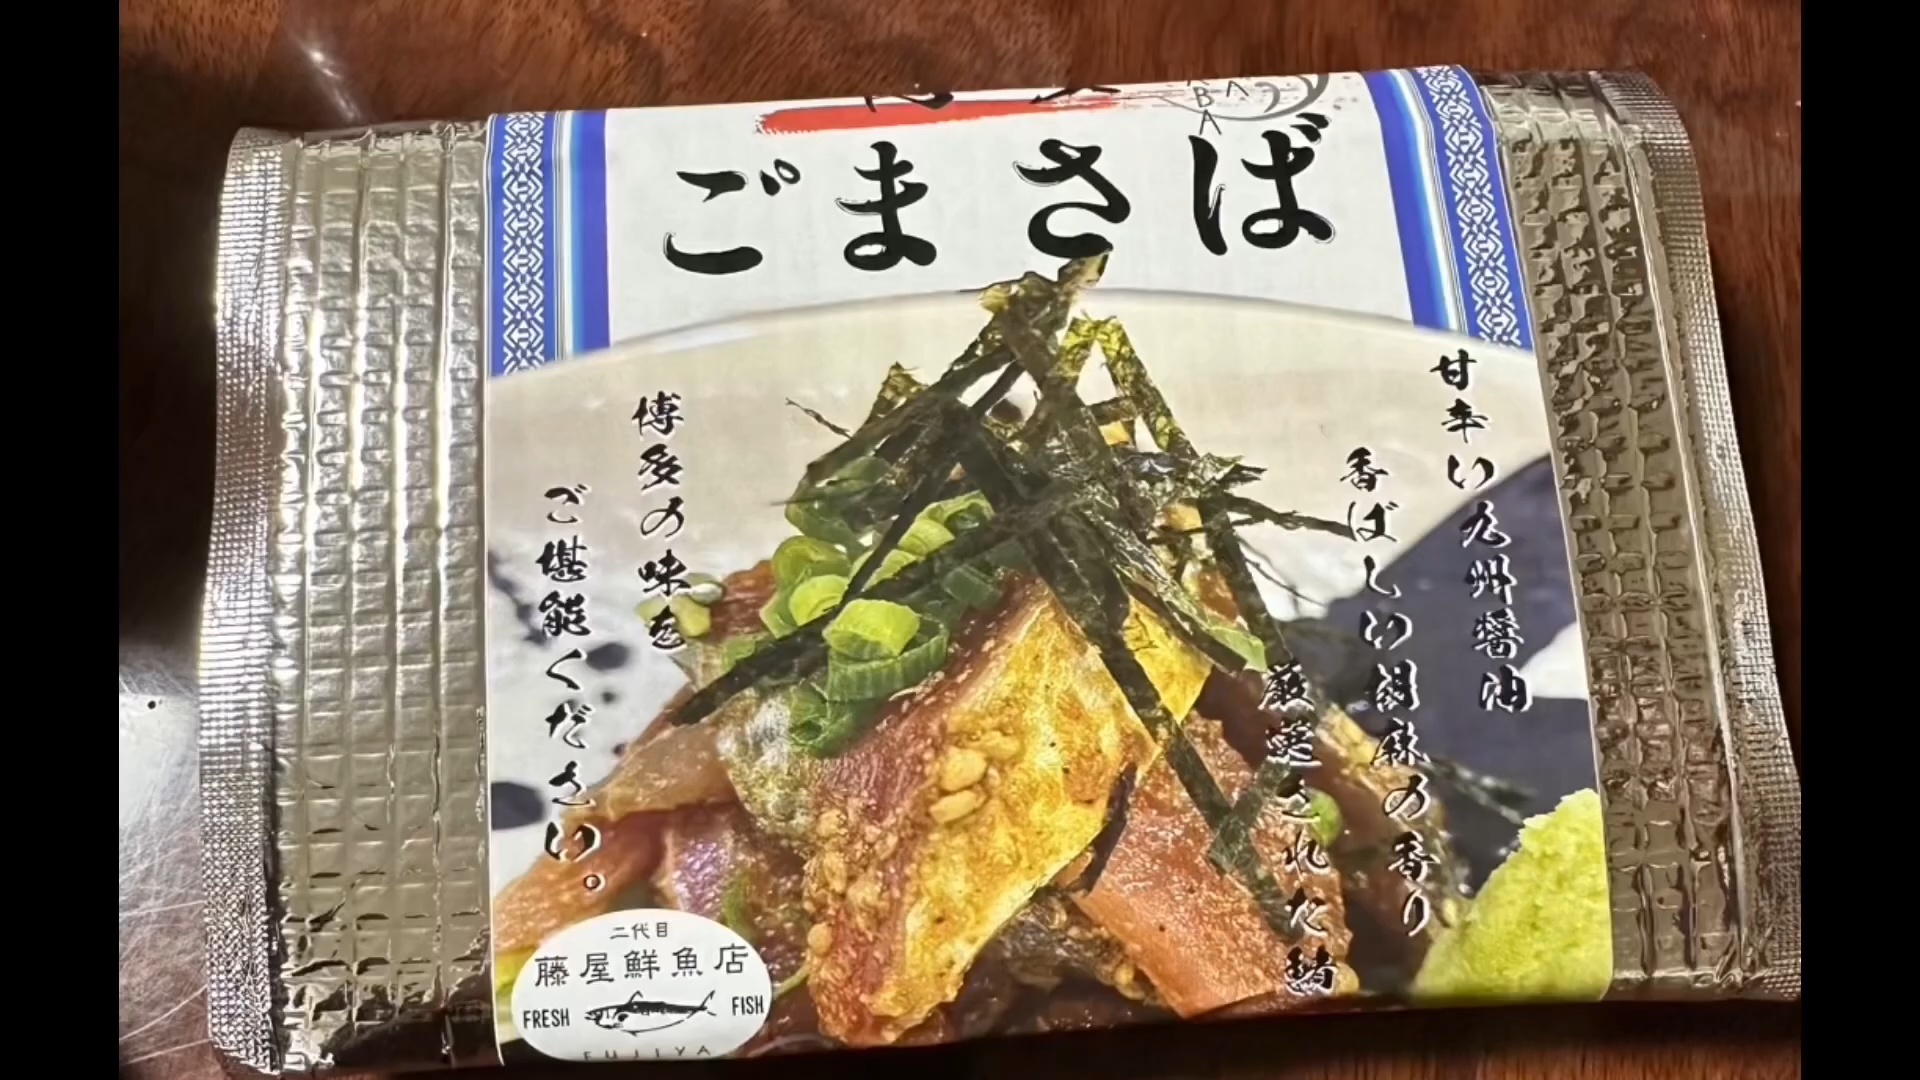 ごまさば
甘辛い九州醤油
香ばしい胡麻の香り
厳選された鯖
博多の味を
ご堪能ください。
二代目
藤屋鮮魚店
FRESH FISH
FUJIYA